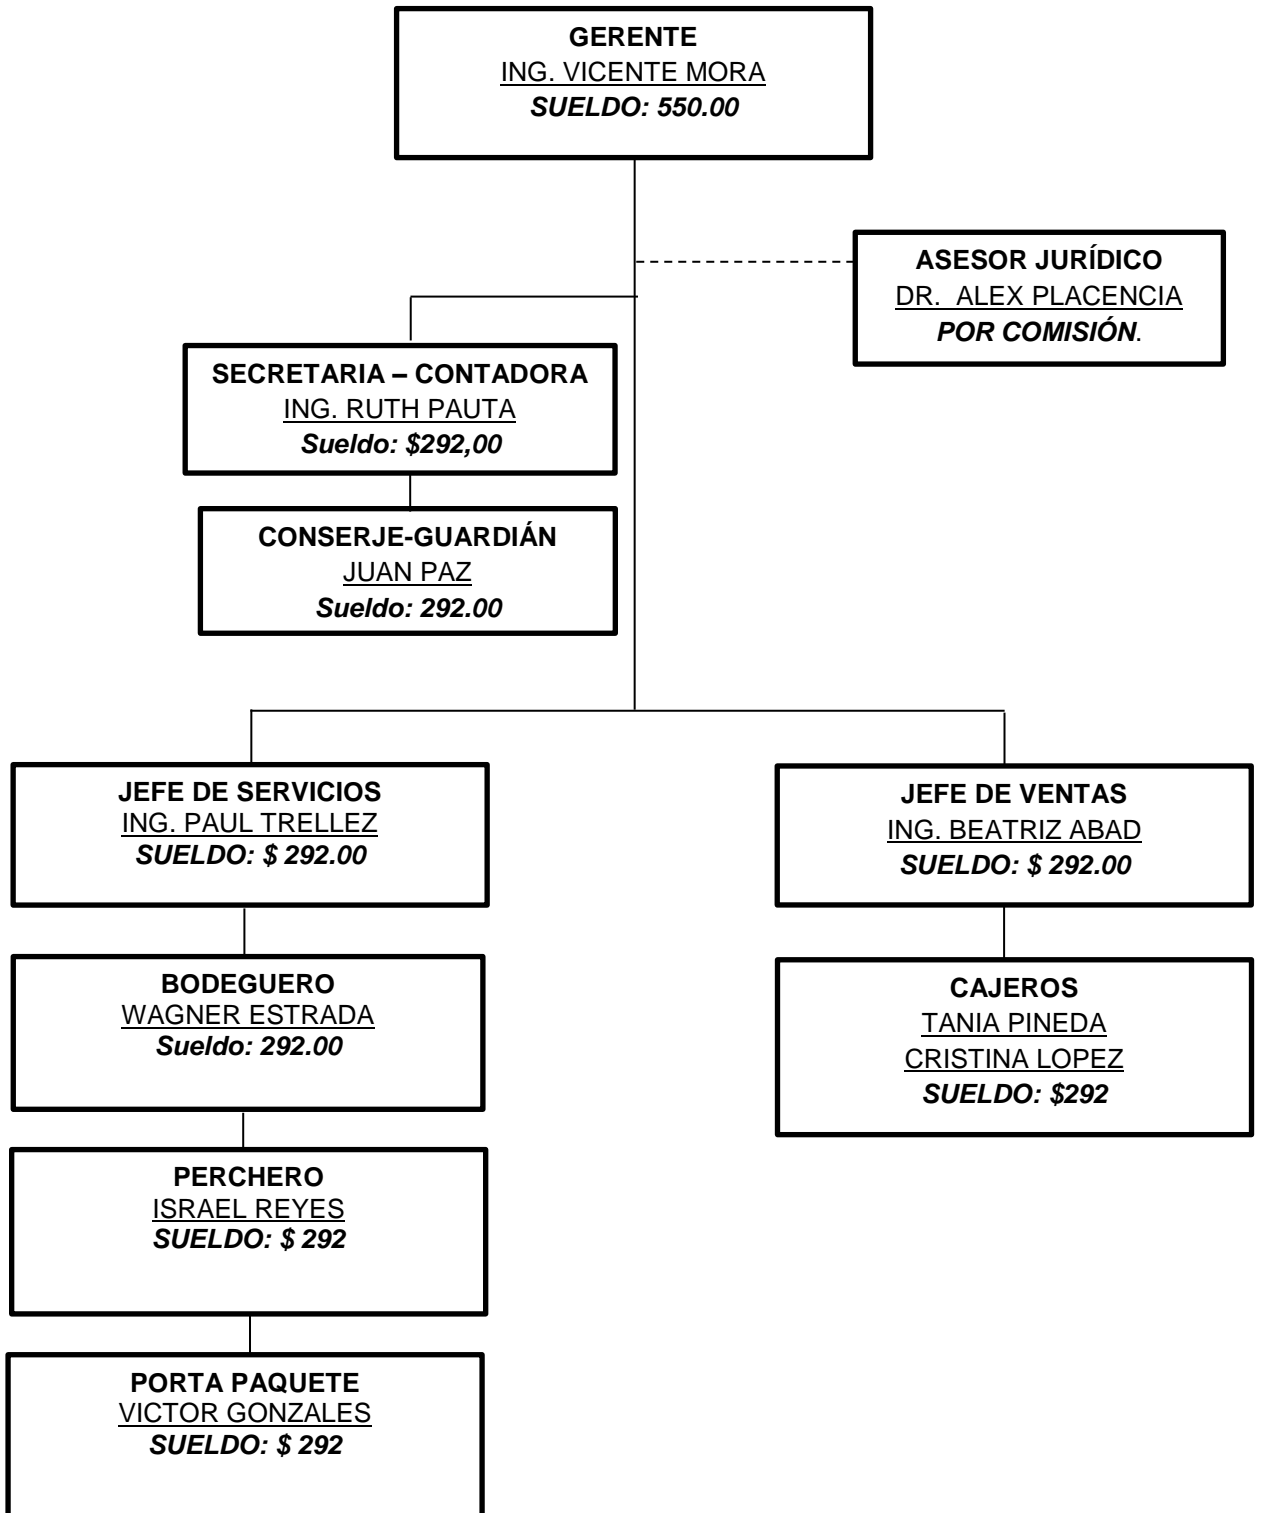 GERENTE
ING. VICENTE MORA
SUELDO: 550.00
ASESOR JURÍDICO
DR. ALEX PLACENCIA
POR COMISIÓN.
SECRETARIA – CONTADORA
ING. RUTH PAUTA
Sueldo: $292,00
CONSERJE-GUARDIÁN
JUAN PAZ
Sueldo: 292.00
JEFE DE SERVICIOS
ING. PAUL TRELLEZ
SUELDO: $ 292.00
JEFE DE VENTAS
ING. BEATRIZ ABAD
SUELDO: $ 292.00
BODEGUERO
WAGNER ESTRADA
Sueldo: 292.00
CAJEROS
TANIA PINEDA
CRISTINA LOPEZ
SUELDO: $292
PERCHERO
ISRAEL REYES
SUELDO: $ 292
PORTA PAQUETE
VICTOR GONZALES
SUELDO: $ 292